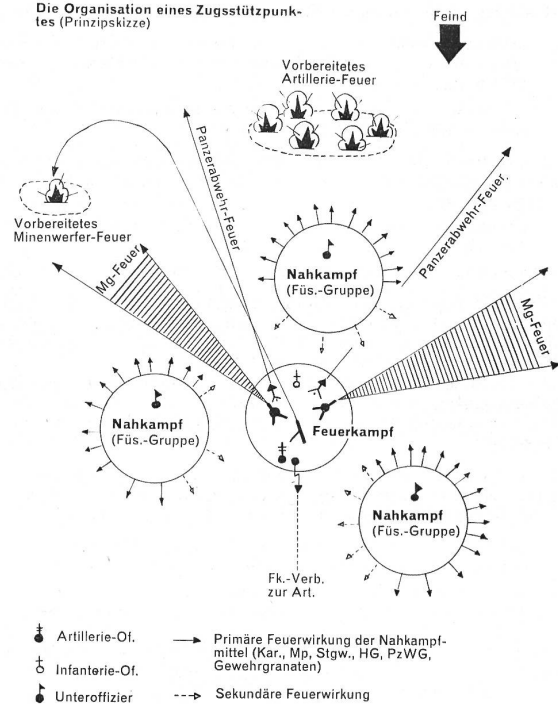 Die Organisation eines Zugsstützpunk-
tes (Prinzipskizze)
Feind
Vorbereitetes
Artillerie-Feuer
Panzerabwehr-Feuer
Vorbereitetes
Minenwerfer-Feuer
Panzerabwehr-Feuer.
Mg-Feuer
Nahkampf
(Füs.-Gruppe)
Mg-Feuer
Nahkampf
(Füs.-Gruppe)
Feuerkampf
Nahkampf
(Füs.-Gruppe)
Fk.-Verb.
zur Art.
Artillerie-Of.
Infanterie-Of.
Unteroffizier
Primäre Feuerwirkung der Nahkampf-
mittel (Kar., Mp, Stgw., HG, PzWG,
Gewehrgranaten)
Sekundäre Feuerwirkung